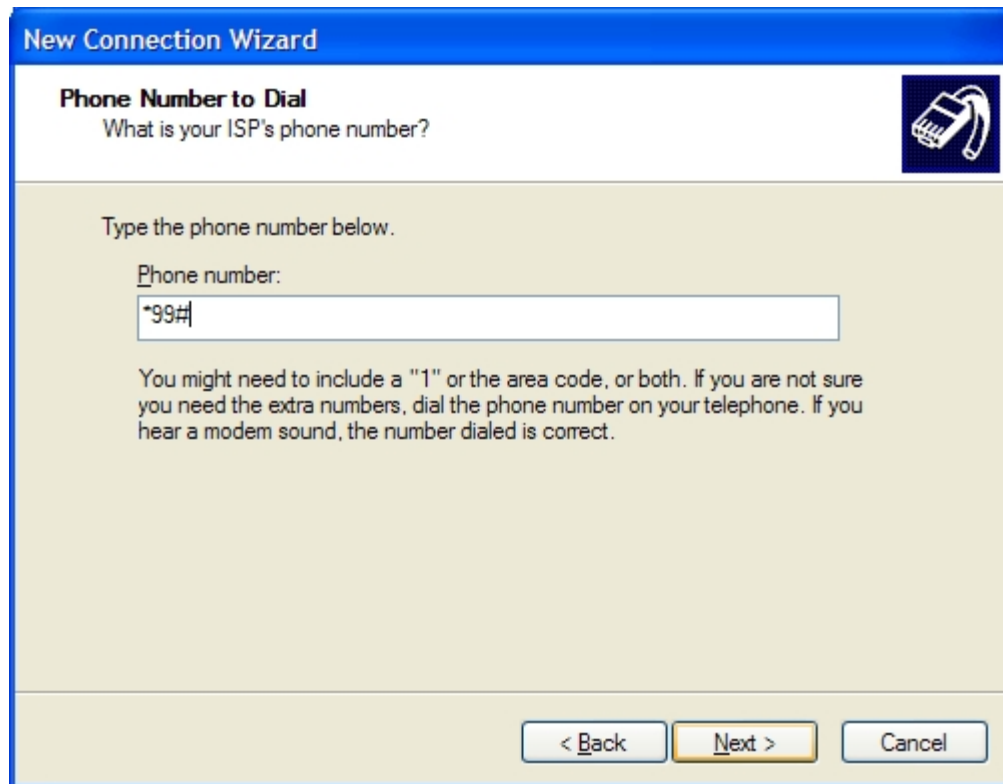 New Connection Wizard
Phone Number to Dial
What is your ISP's phone number?
Type the phone number below.
Phone number:
*99#
You might need to include a "1" or the area code, or both. If you are not sure
you need the extra numbers, dial the phone number on your telephone. If you
hear a modem sound, the number dialed is correct.
< Back Next > Cancel